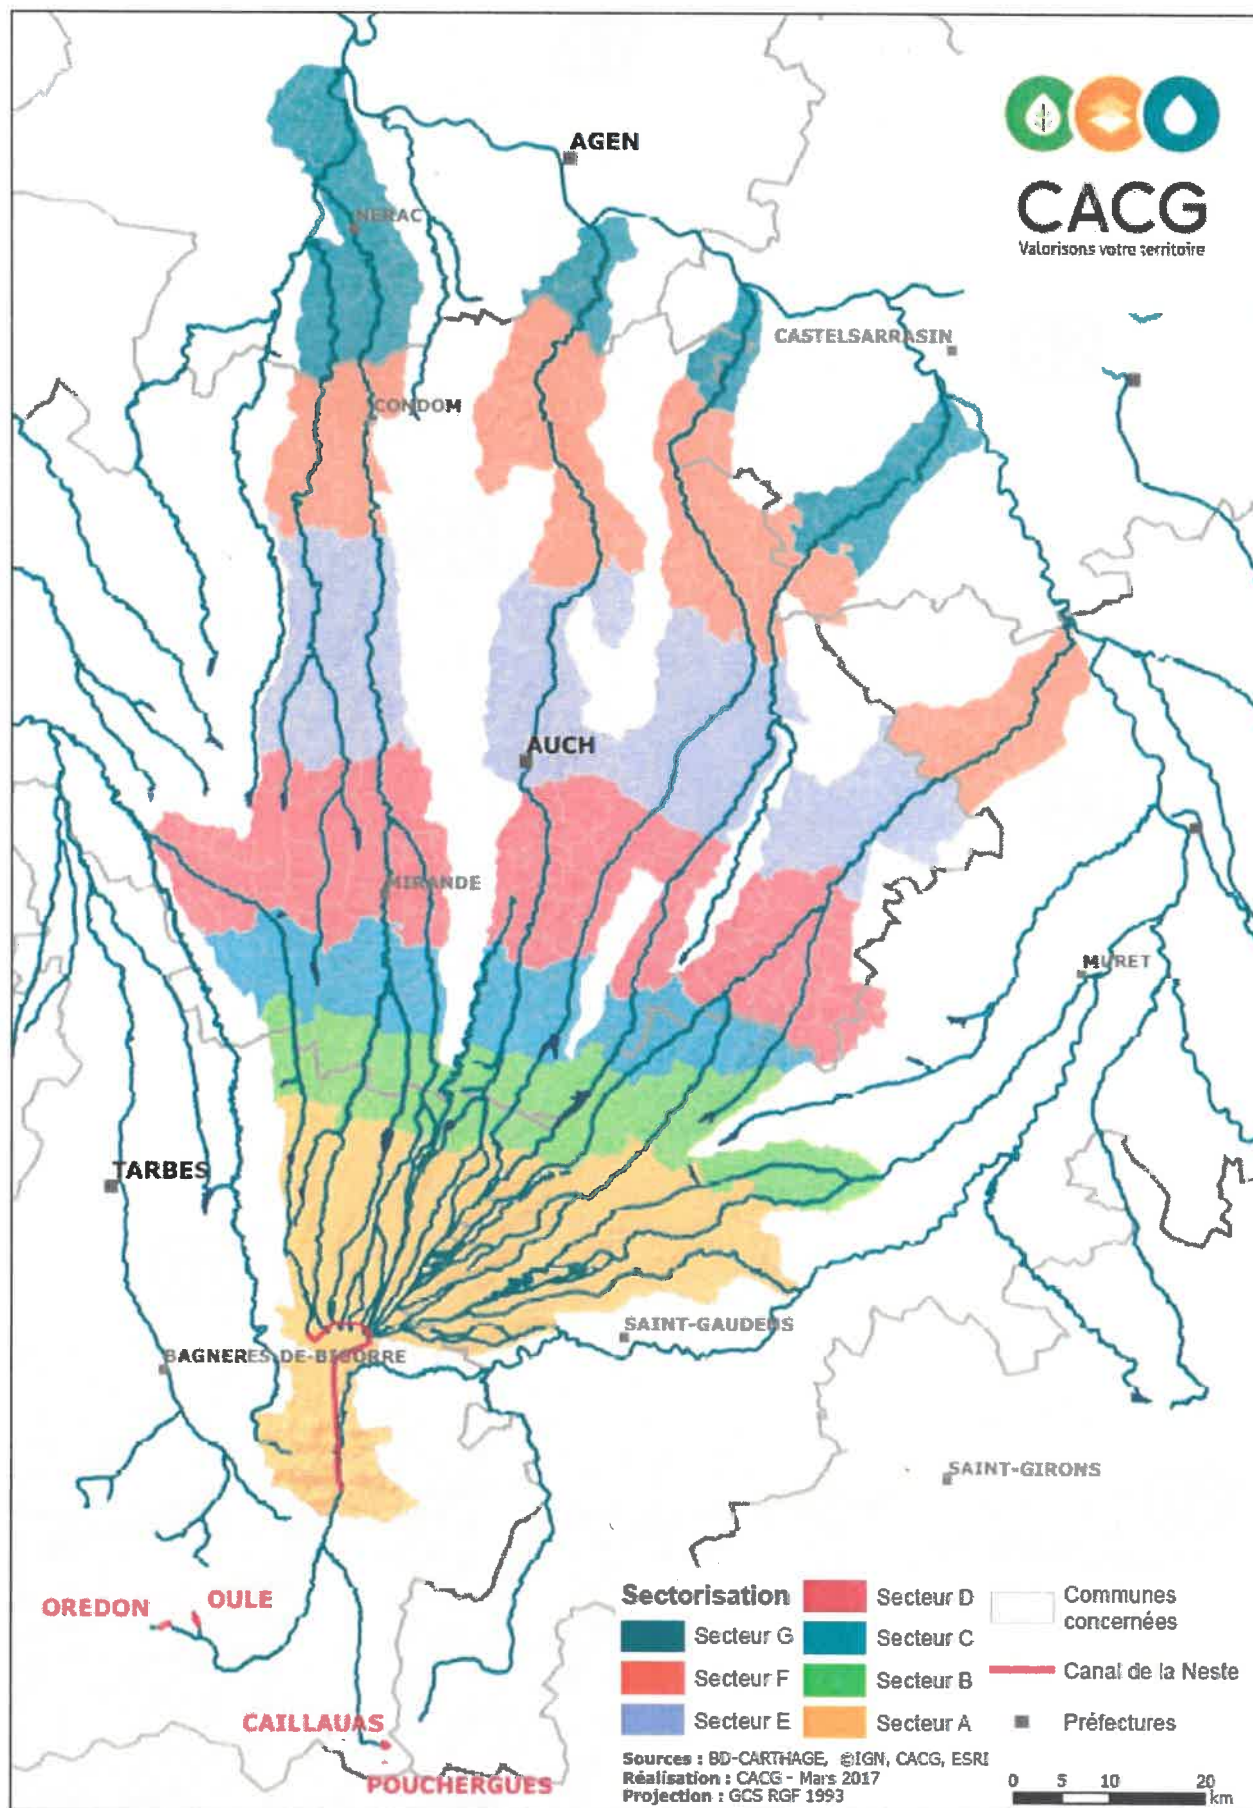 AGEN
CACG
Valorisons votre territoire
NERAC
CASTELSARRASIN
CONDOM
AUCH
MIRANDE
MURET
TARBES
SAINT-GAUDENS
BAGNERES-DE-BIGORRE
SAINT-GIRONS
OREDON
OULE
CAILLAUAS
POUCHERGUES
Sectorisation
Secteur G
Secteur F
Secteur E
Secteur D
Secteur C
Secteur B
Secteur A
Communes
concernées
Canal de la Neste
Préfectures
Sources : BD-CARTHAGE, ©IGN, CACG, ESRI
Réalisation : CACG - Mars 2017
Projection : GCS RGF 1993
0 5 10 20
km